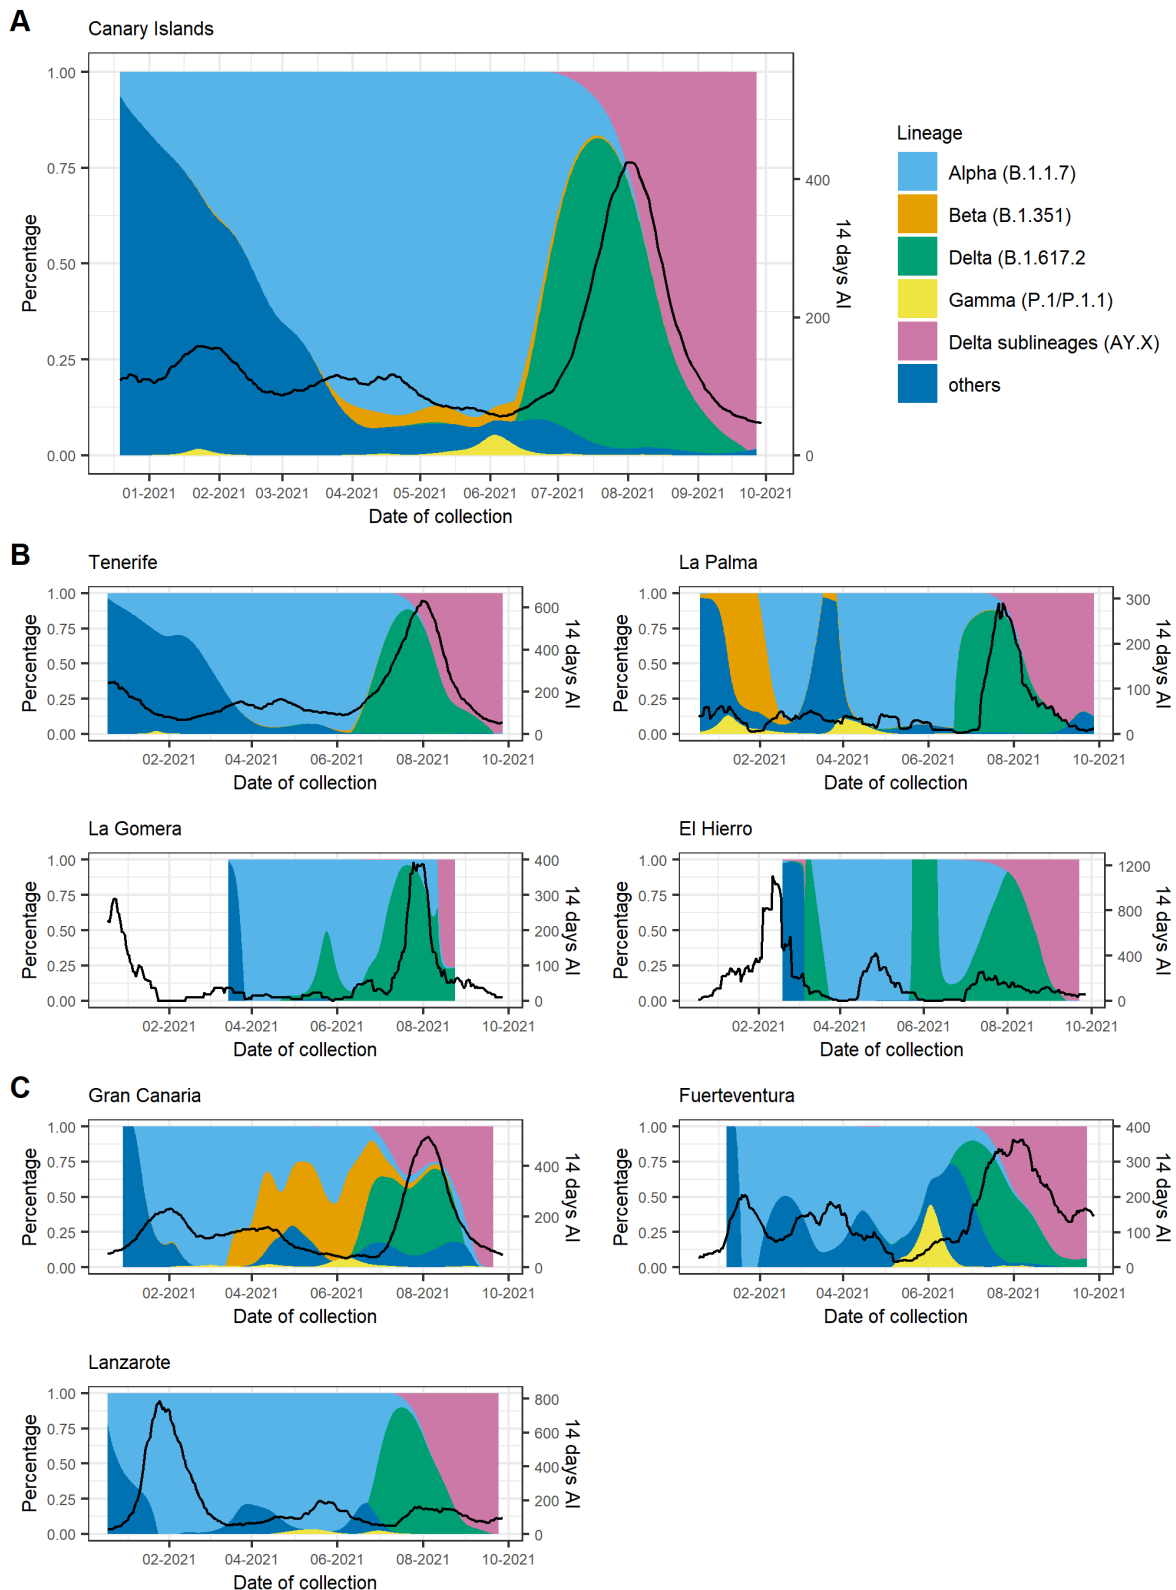 A
Canary Islands
1.00
0.75
0.50
0.25
0.00
Percentage
400
200
0
14 days AI
01-2021 02-2021 03-2021 04-2021 05-2021 06-2021 07-2021 08-2021 09-2021 10-2021
Date of collection
Lineage
Alpha (B.1.1.7)
Beta (B.1.351)
Delta (B.1.617.2
Gamma (P.1/P.1.1)
Delta sublineages (AY.X)
others
B
Tenerife
1.00
0.75
0.50
0.25
0.00
Percentage
600
400
200
0
14 days AI
02-2021 04-2021 06-2021 08-2021 10-2021
Date of collection
La Palma
1.00
0.75
0.50
0.25
0.00
Percentage
300
200
100
0
14 days AI
02-2021 04-2021 06-2021 08-2021 10-2021
Date of collection
La Gomera
1.00
0.75
0.50
0.25
0.00
Percentage
400
300
200
100
0
14 days AI
02-2021 04-2021 06-2021 08-2021 10-2021
Date of collection
El Hierro
1.00
0.75
0.50
0.25
0.00
Percentage
1200
800
400
0
14 days AI
02-2021 04-2021 06-2021 08-2021 10-2021
Date of collection
C
Gran Canaria
1.00
0.75
0.50
0.25
0.00
Percentage
400
200
0
14 days AI
02-2021 04-2021 06-2021 08-2021 10-2021
Date of collection
Fuerteventura
1.00
0.75
0.50
0.25
0.00
Percentage
400
300
200
100
0
14 days AI
02-2021 04-2021 06-2021 08-2021 10-2021
Date of collection
Lanzarote
1.00
0.75
0.50
0.25
0.00
Percentage
800
600
400
200
0
14 days AI
02-2021 04-2021 06-2021 08-2021 10-2021
Date of collection